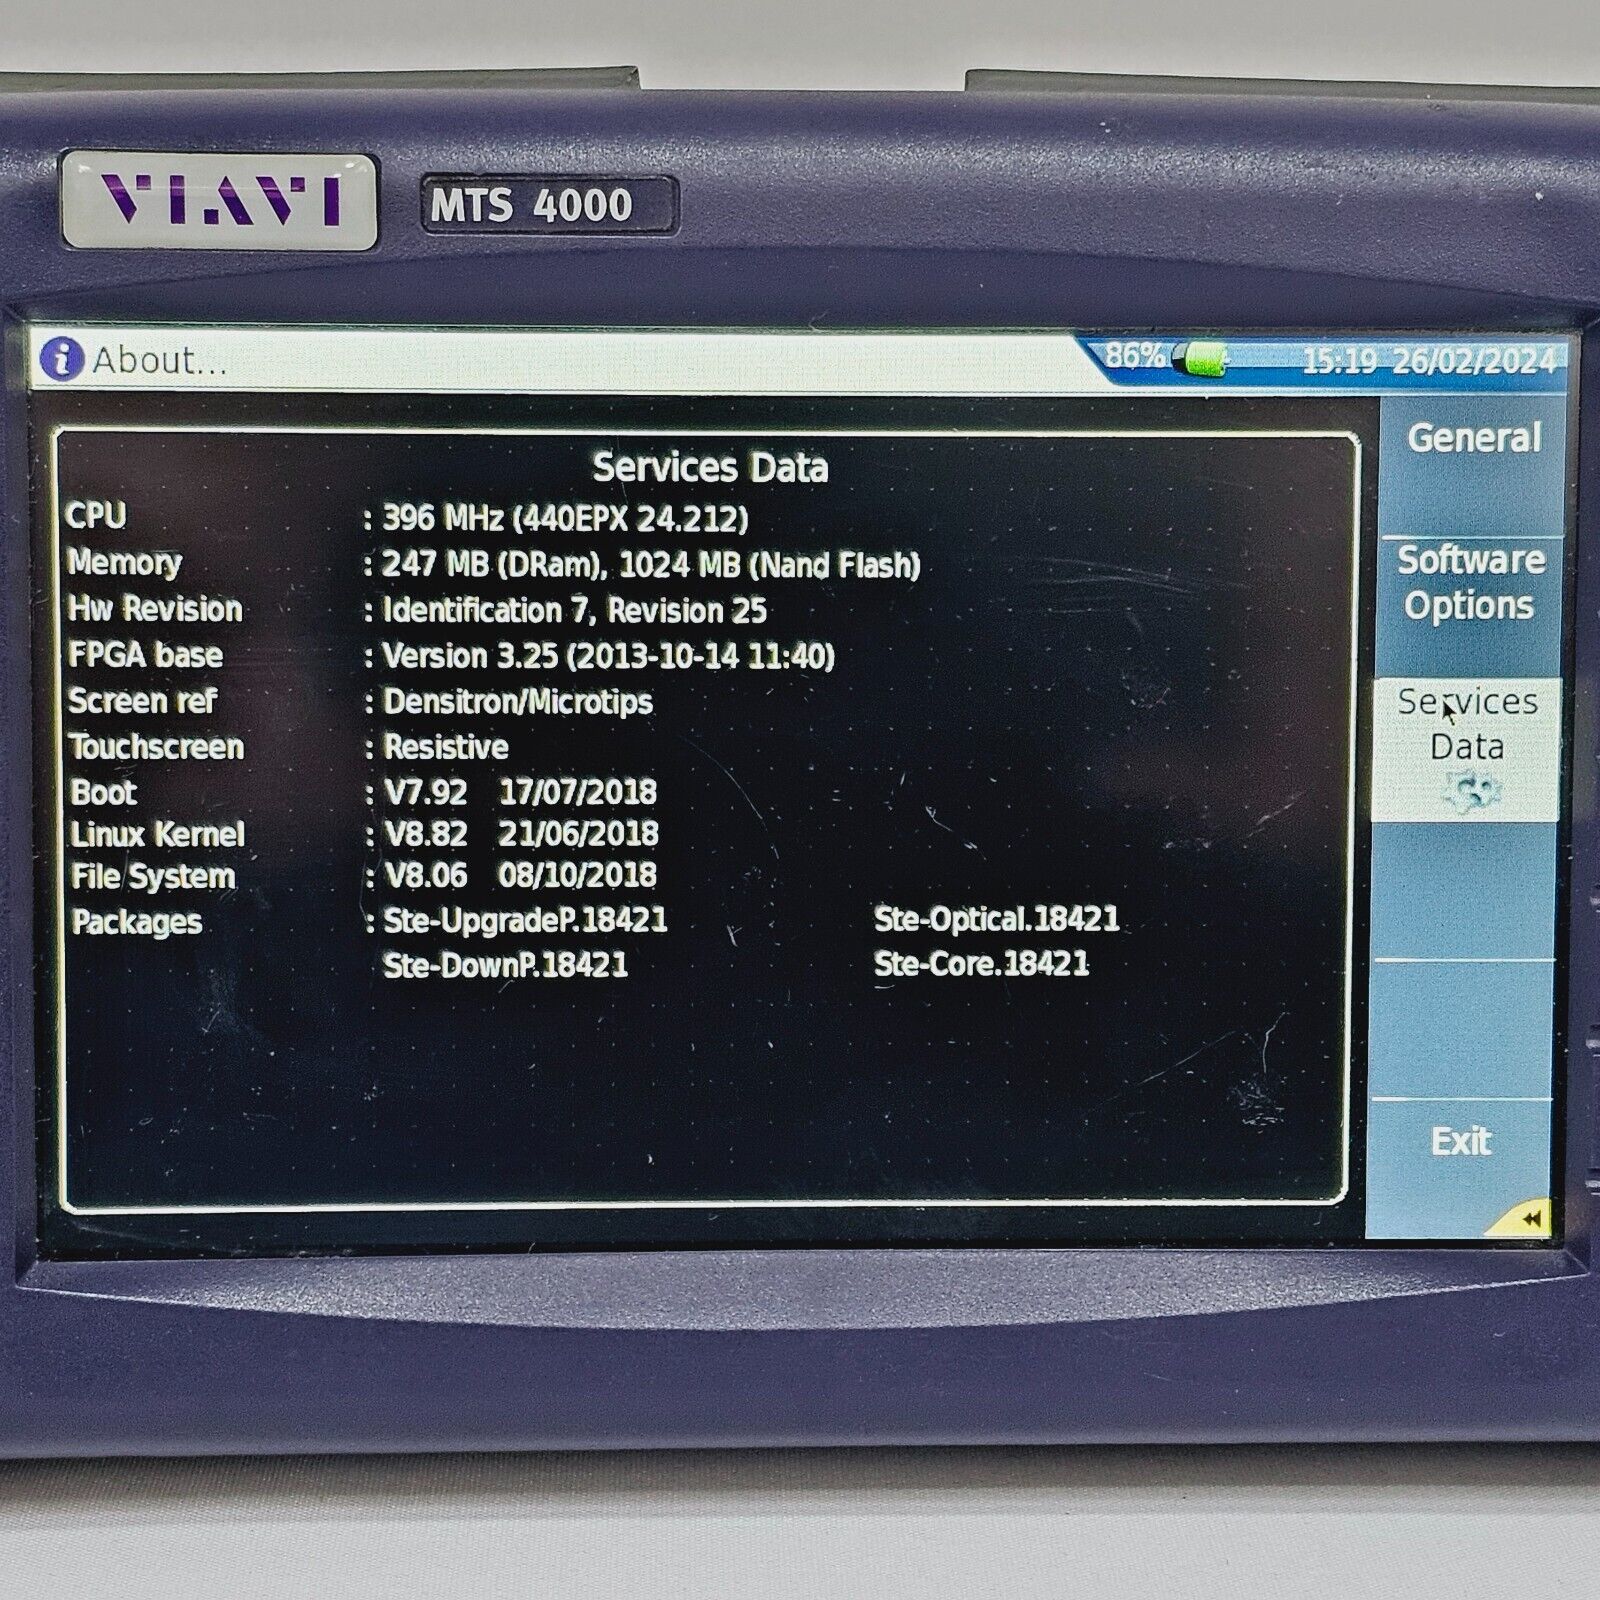 VIAVI
MTS 4000
About...
86%
15:19 26/02/2024
Services Data
CPU : 396 MHz (440EPX 24.212)
Memory : 247 MB (DRam), 1024 MB (Nand Flash)
Hw Revision : Identification 7, Revision 25
FPGA base : Version 3.25 (2013-10-14 11:40)
Screen ref : Densitron/Microtips
Touchscreen : Resistive
Boot : V7.92 17/07/2018
Linux Kernel : V8.82 21/06/2018
File System : V8.06 08/10/2018
Packages : Ste-UpgradeP.18421 Ste-Optical.18421
Ste-DownP.18421 Ste-Core.18421
General
Software
Options
Services
Data
Exit